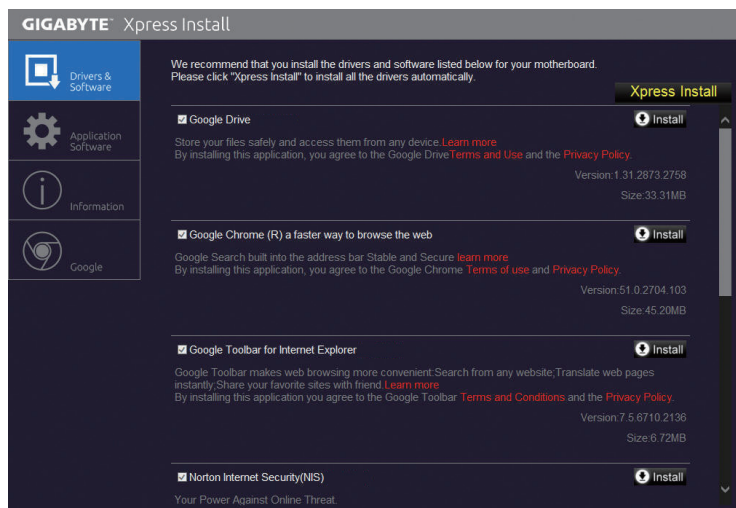 GIGABYTE™ Xpress Install
Drivers &
Software
Application
Software
Information
Google
We recommend that you install the drivers and software listed below for your motherboard.
Please click "Xpress Install" to install all the drivers automatically.
Xpress Install
Google Drive
Install
Store your files safely and access them from any device.Learn more
By installing this application, you agree to the Google DriveTerms and Use and the Privacy Policy.
Version:1.31.2873.2758
Size:33.31MB
Google Chrome (R) a faster way to browse the web
Install
Google Search built into the address bar Stable and Secure learn more
By installing this application, you agree to the Google Chrome Terms of use and Privacy Policy.
Version:51.0.2704.103
Size:45.20MB
Google Toolbar for Internet Explorer
Install
Google Toolbar makes web browsing more convenient:Search from any website;Translate web pages
instantly;Share your favorite sites with friend.Learn more
By installing this application you agree to the Google Toolbar Terms and Conditions and the Privacy Policy.
Version:7.5.6710.2136
Size:6.72MB
Norton Internet Security(NIS)
Install
Your Power Against Online Threat.